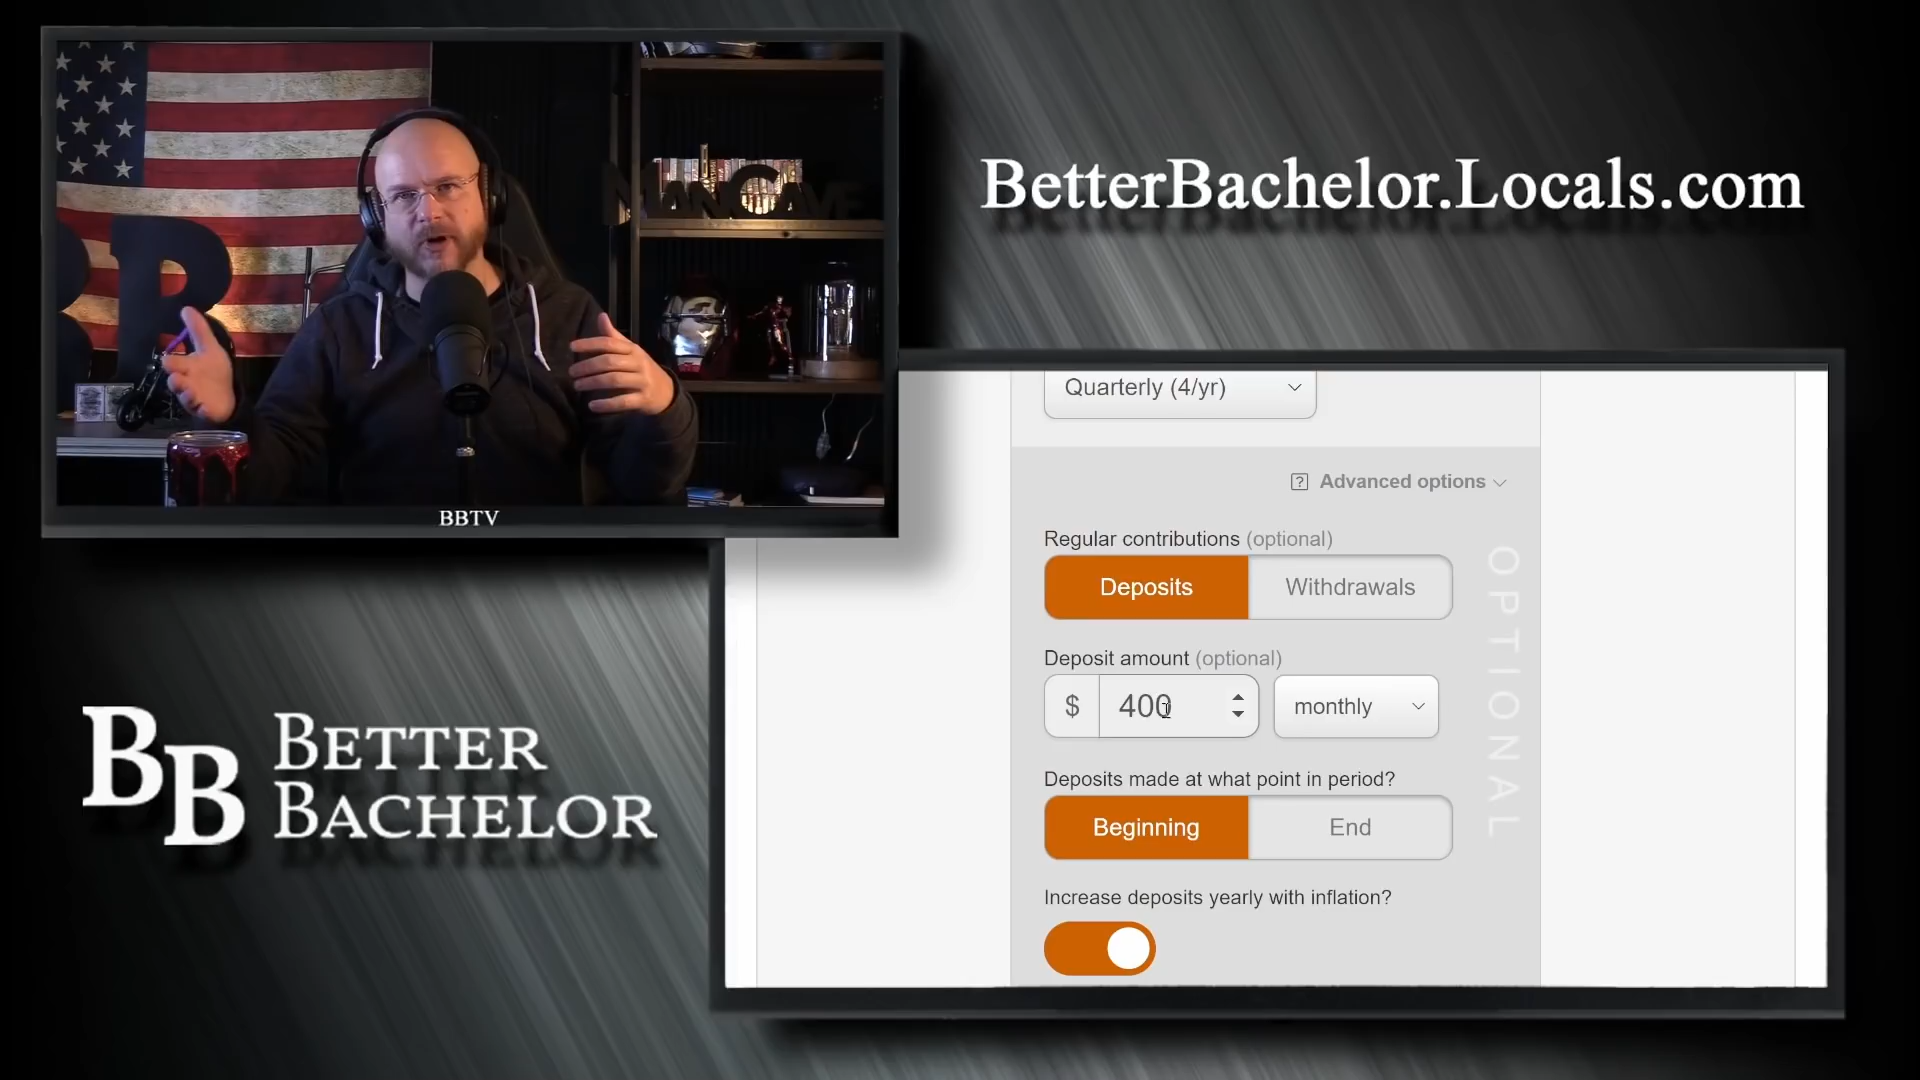 MANCAVE
BBTV
BetterBachelor.Locals.com
Quarterly (4/yr)
? Advanced options
Regular contributions (optional)
Deposits Withdrawals
Deposit amount (optional)
$ 400 monthly
Deposits made at what point in period?
Beginning End
Increase deposits yearly with inflation?
OPTIONAL
BB BETTER
BACHELOR